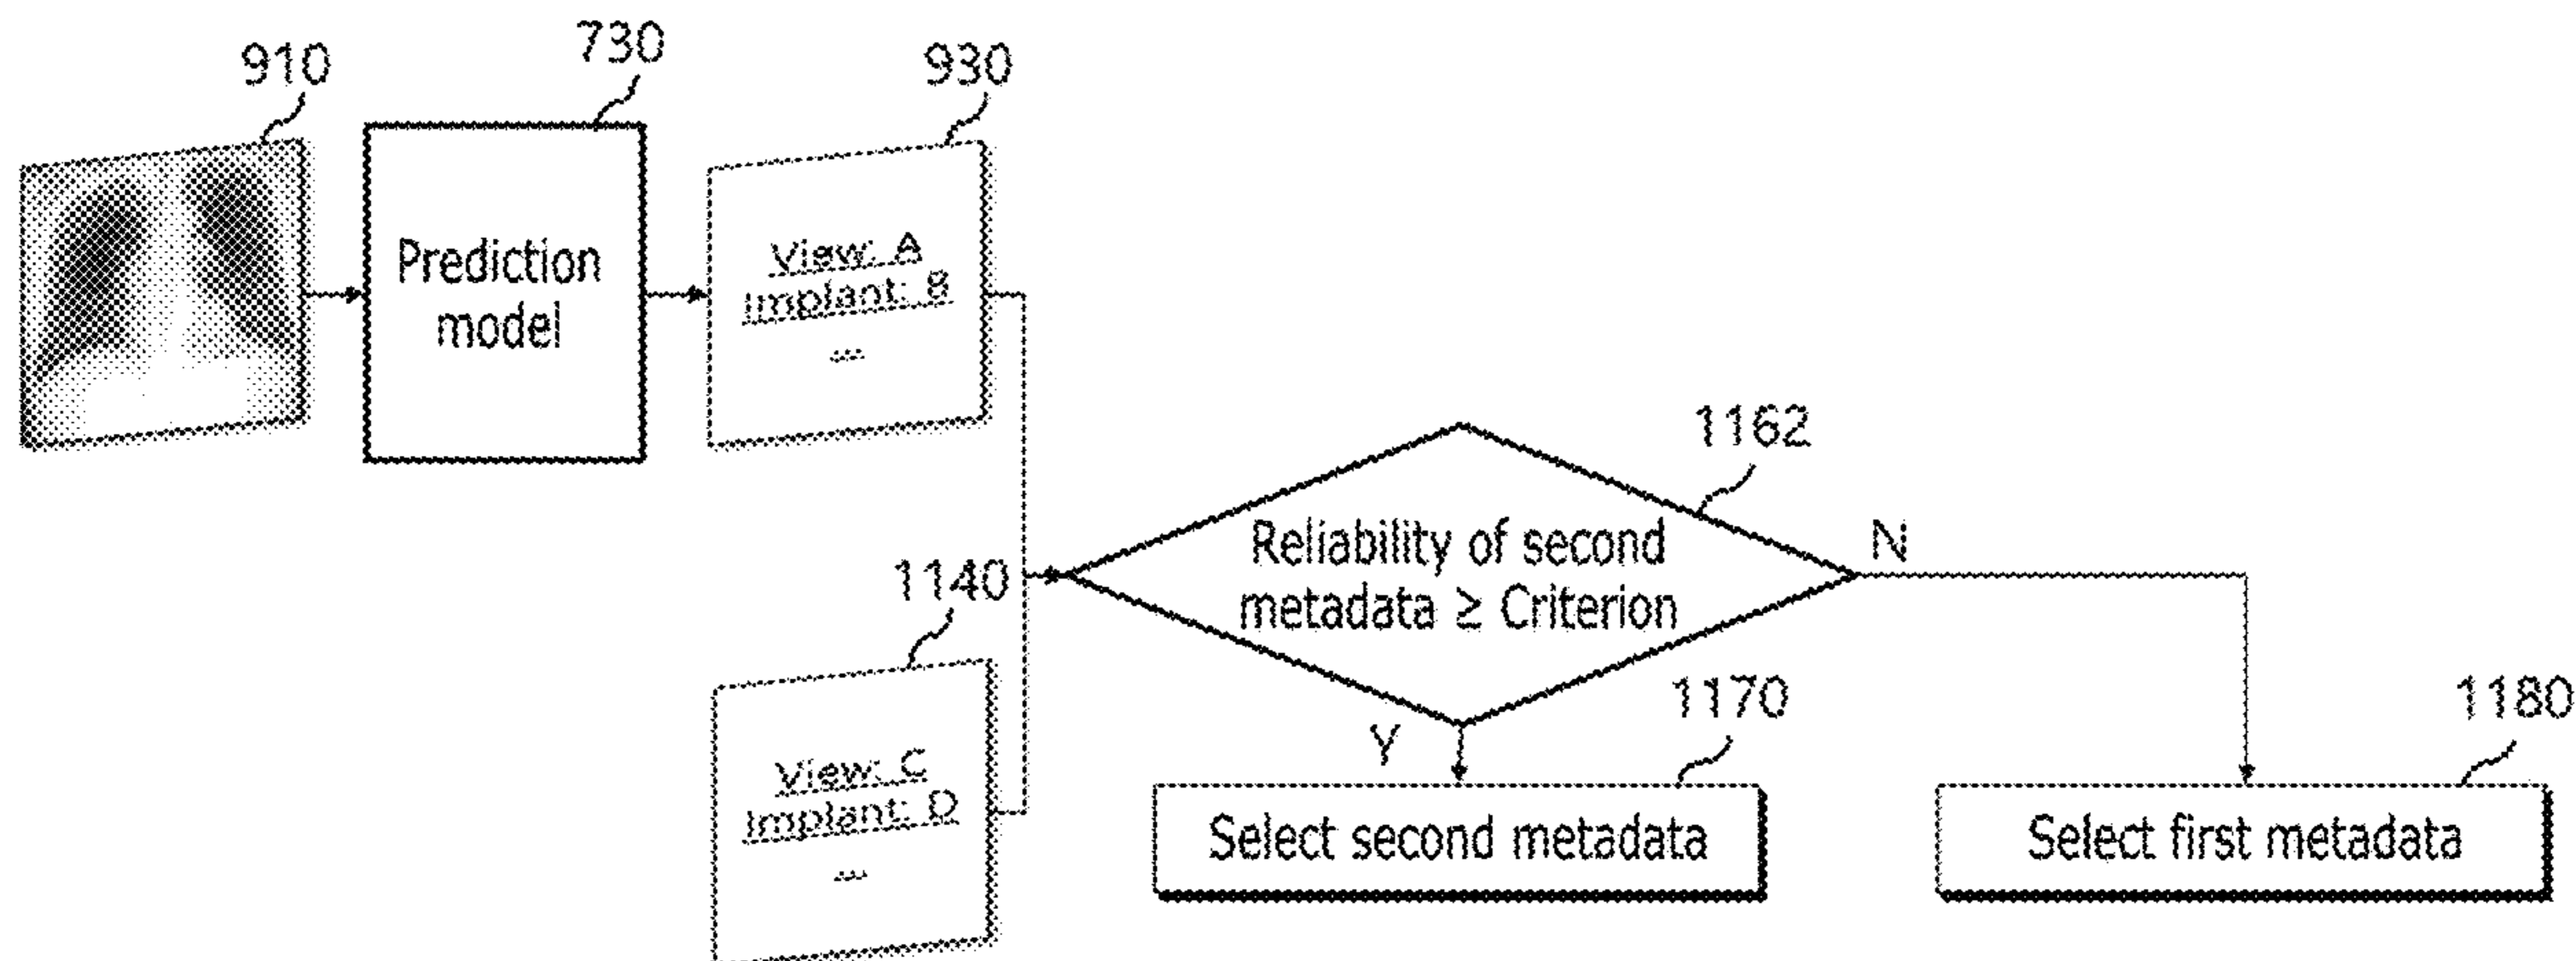 910
730
930
Prediction
model
View: A
Implant: B
...
1162
Reliability of second
metadata ≥ Criterion
N
1140
View: C
Implant: D
...
Y
1170
Select second metadata
1180
Select first metadata